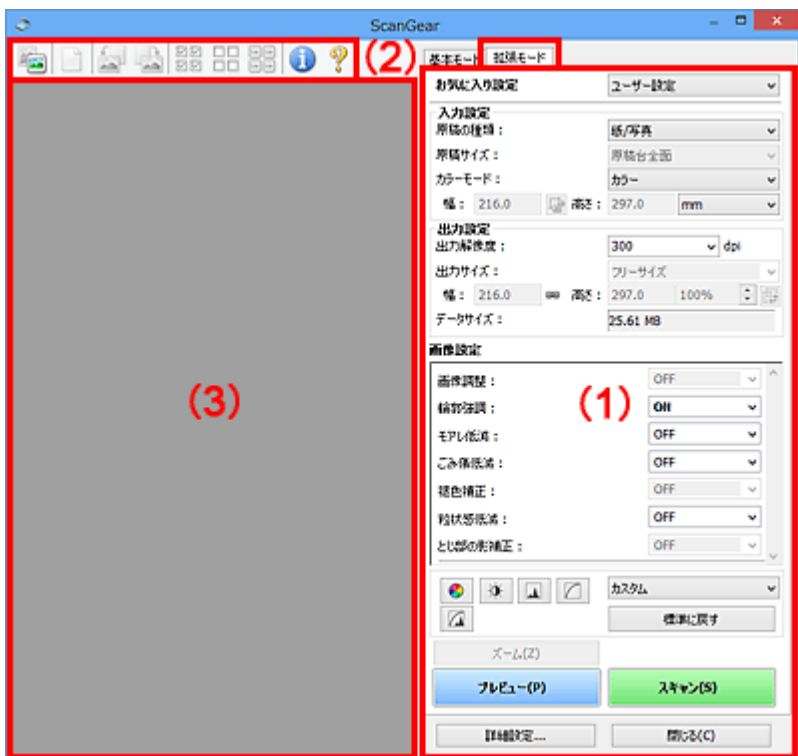 ScanGear
(2)
基本モード 拡張モード
お気に入り設定 ユーザー設定
入力設定
原稿の種類： 紙/写真
原稿サイズ： 原稿台全面
カラーモード： カラー
幅： 216.0 高さ： 297.0 mm
出力設定
出力解像度： 300 dpi
出力サイズ： フリーサイズ
幅： 216.0 高さ： 297.0 100%
データサイズ： 25.61 MB
画像設定
(3)
(1)
画像調整： OFF
輪郭強調： ON
モアレ低減： OFF
ごみ傷低減： OFF
褪色補正： OFF
粒状感低減： OFF
とじ部の影補正： OFF
カスタム
標準に戻す
ズーム(Z)
プレビュー(P) スキャン(S)
詳細設定... 閉じる(C)